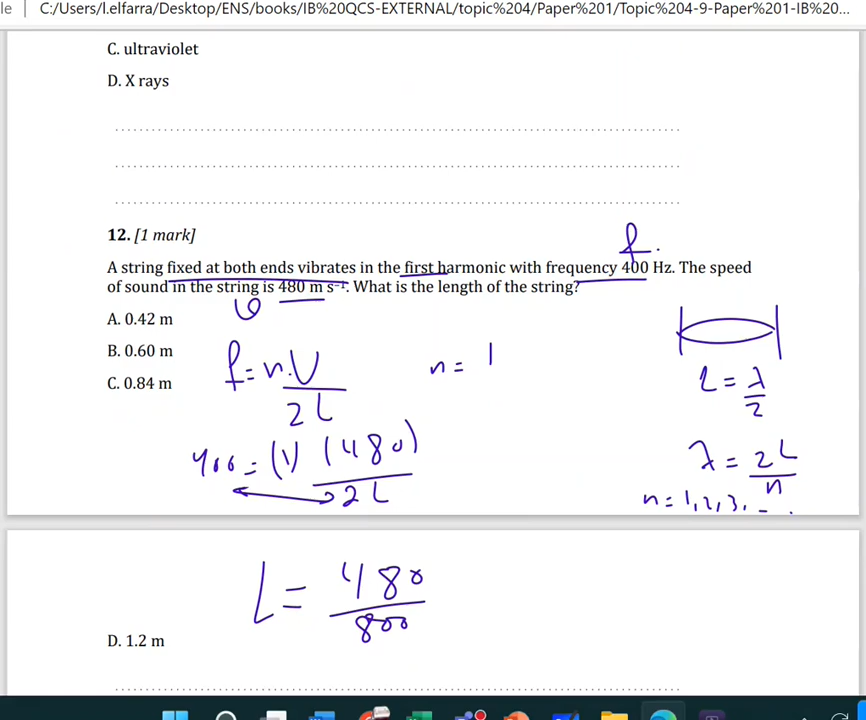 le | C:/Users/l.elfarra/Desktop/ENS/books/IB%20QCS-EXTERNAL/topic%204/Paper%201/Topic%204-9-Paper%201-IB%20...
C. ultraviolet
D. X rays
12. [1 mark]
f
A string fixed at both ends vibrates in the first harmonic with frequency 400 Hz. The speed
of sound in the string is 480 m s⁻¹. What is the length of the string?
A. 0.42 m
B. 0.60 m
C. 0.84 m
f = n.V / 2L
n = 1
L = λ / 2
400 = (1) (480) / 2L
λ = 2L / n
n = 1, 2, 3, - .
L = 480 / 800
D. 1.2 m